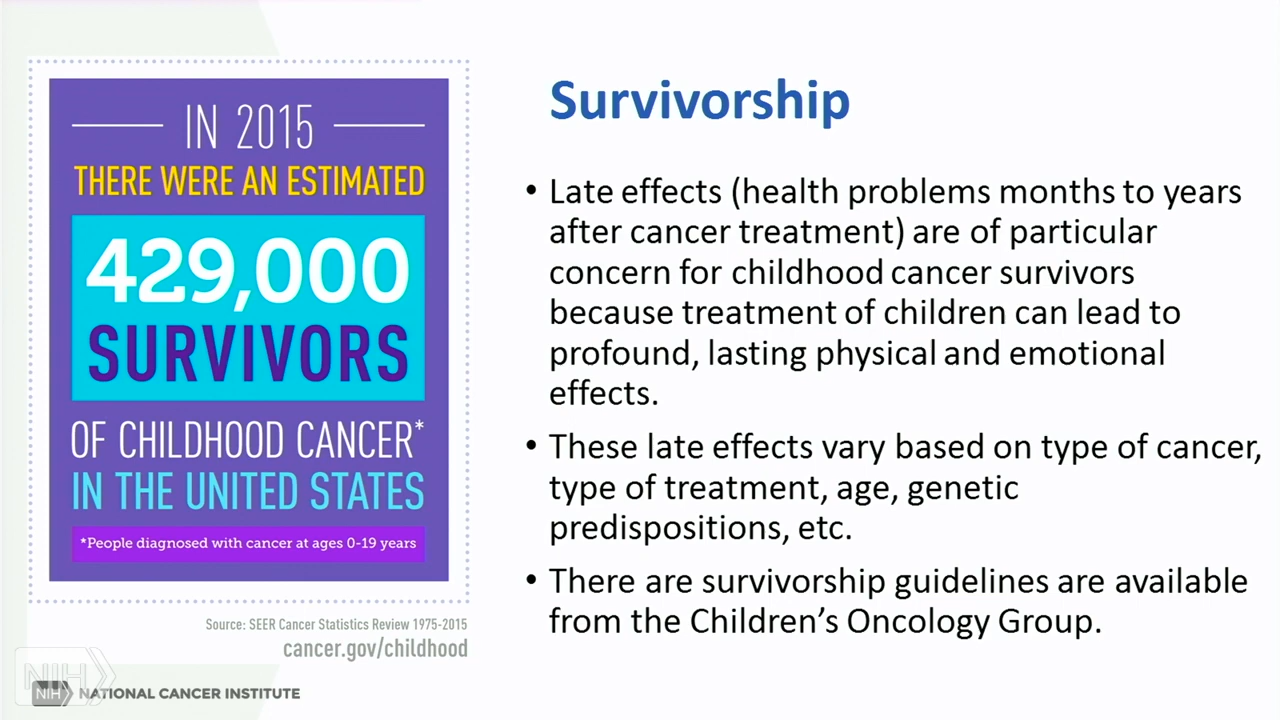 IN 2015
THERE WERE AN ESTIMATED
429,000
SURVIVORS
OF CHILDHOOD CANCER*
IN THE UNITED STATES
*People diagnosed with cancer at ages 0-19 years
Source: SEER Cancer Statistics Review 1975-2015
cancer.gov/childhood
Survivorship
• Late effects (health problems months to years
after cancer treatment) are of particular
concern for childhood cancer survivors
because treatment of children can lead to
profound, lasting physical and emotional
effects.
• These late effects vary based on type of cancer,
type of treatment, age, genetic
predispositions, etc.
• There are survivorship guidelines are available
from the Children’s Oncology Group.
NIH
NIH NATIONAL CANCER INSTITUTE